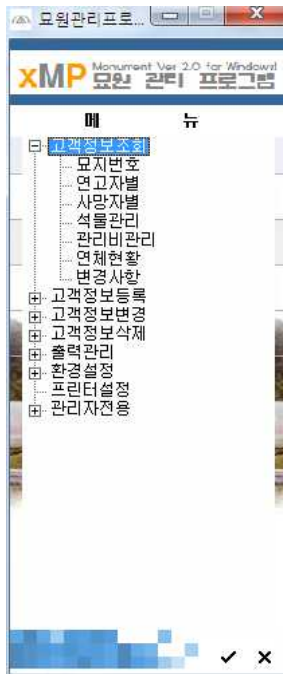 묘원관리프로...
xMP Monument Ver 2.0 for Windows!
묘원 관리 프로그램
메 뉴
고객정보조회
묘지번호
연고자별
사망자별
석물관리
관리비관리
연체현황
변경사항
고객정보등록
고객정보변경
고객정보삭제
출력관리
환경설정
프린터설정
관리자전용